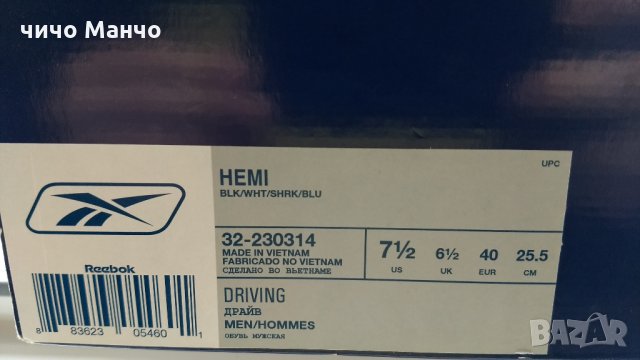 чичо Манчо
UPC
HEMI
BLK/WHT/SHRK/BLU
32-230314
MADE IN VIETNAM
FABRICADO NO VIETNAM
СДЕЛАНО ВО ВЬЕТНАМЕ
7½ 6½ 40 25.5
US UK EUR CM
Reebok
DRIVING
ДРАЙВ
MEN/HOMMES
ОБУВЬ МУЖСКАЯ
8 83623 05460 1
BAZAR